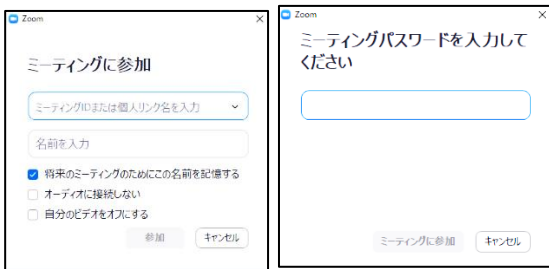 Zoom
ミーティングに参加
ミーティングIDまたは個人リンク名を入力
名前を入力
将来のミーティングのためにこの名前を記憶する
オーディオに接続しない
自分のビデオをオフにする
参加
キャンセル
Zoom
ミーティングパスワードを入力して
ください
ミーティングに参加
キャンセル